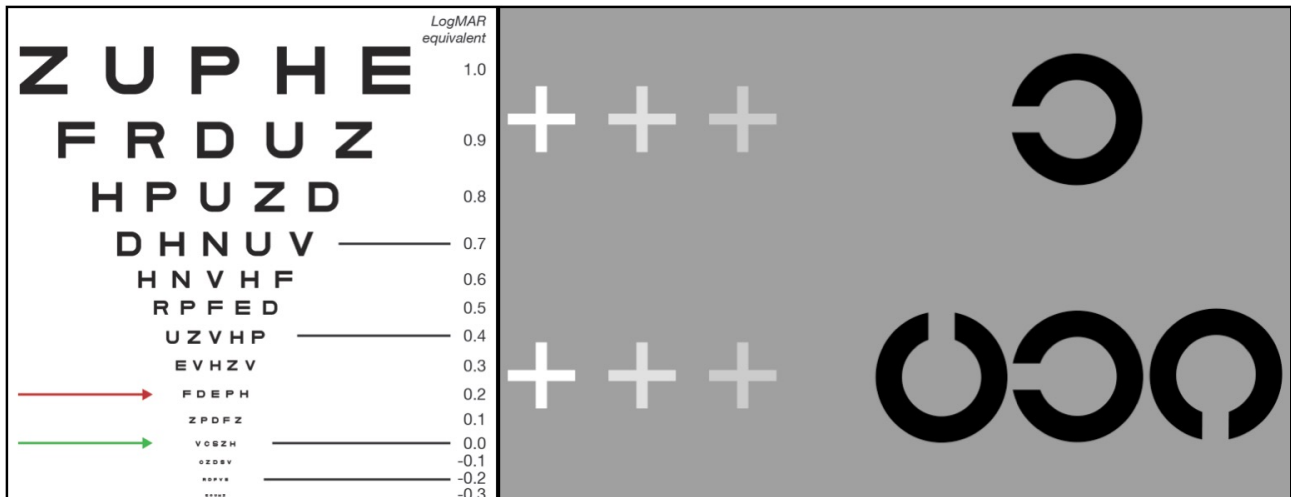 LogMAR
equivalent
Z U P H E 1.0
F R D U Z 0.9
H P U Z D 0.8
D H N U V 0.7
H N V H F 0.6
R P F E D 0.5
U Z V H P 0.4
E V H Z V 0.3
F D E P H 0.2
Z P D F Z 0.1
V C S Z H 0.0
-0.1
-0.2
-0.3